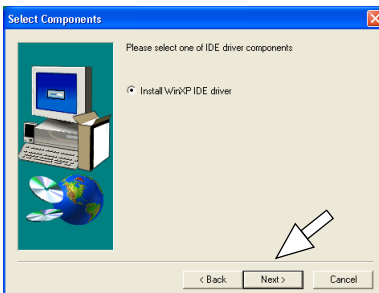 Select Components
Please select one of IDE driver components
Install WinXP IDE driver
< Back
Next >
Cancel